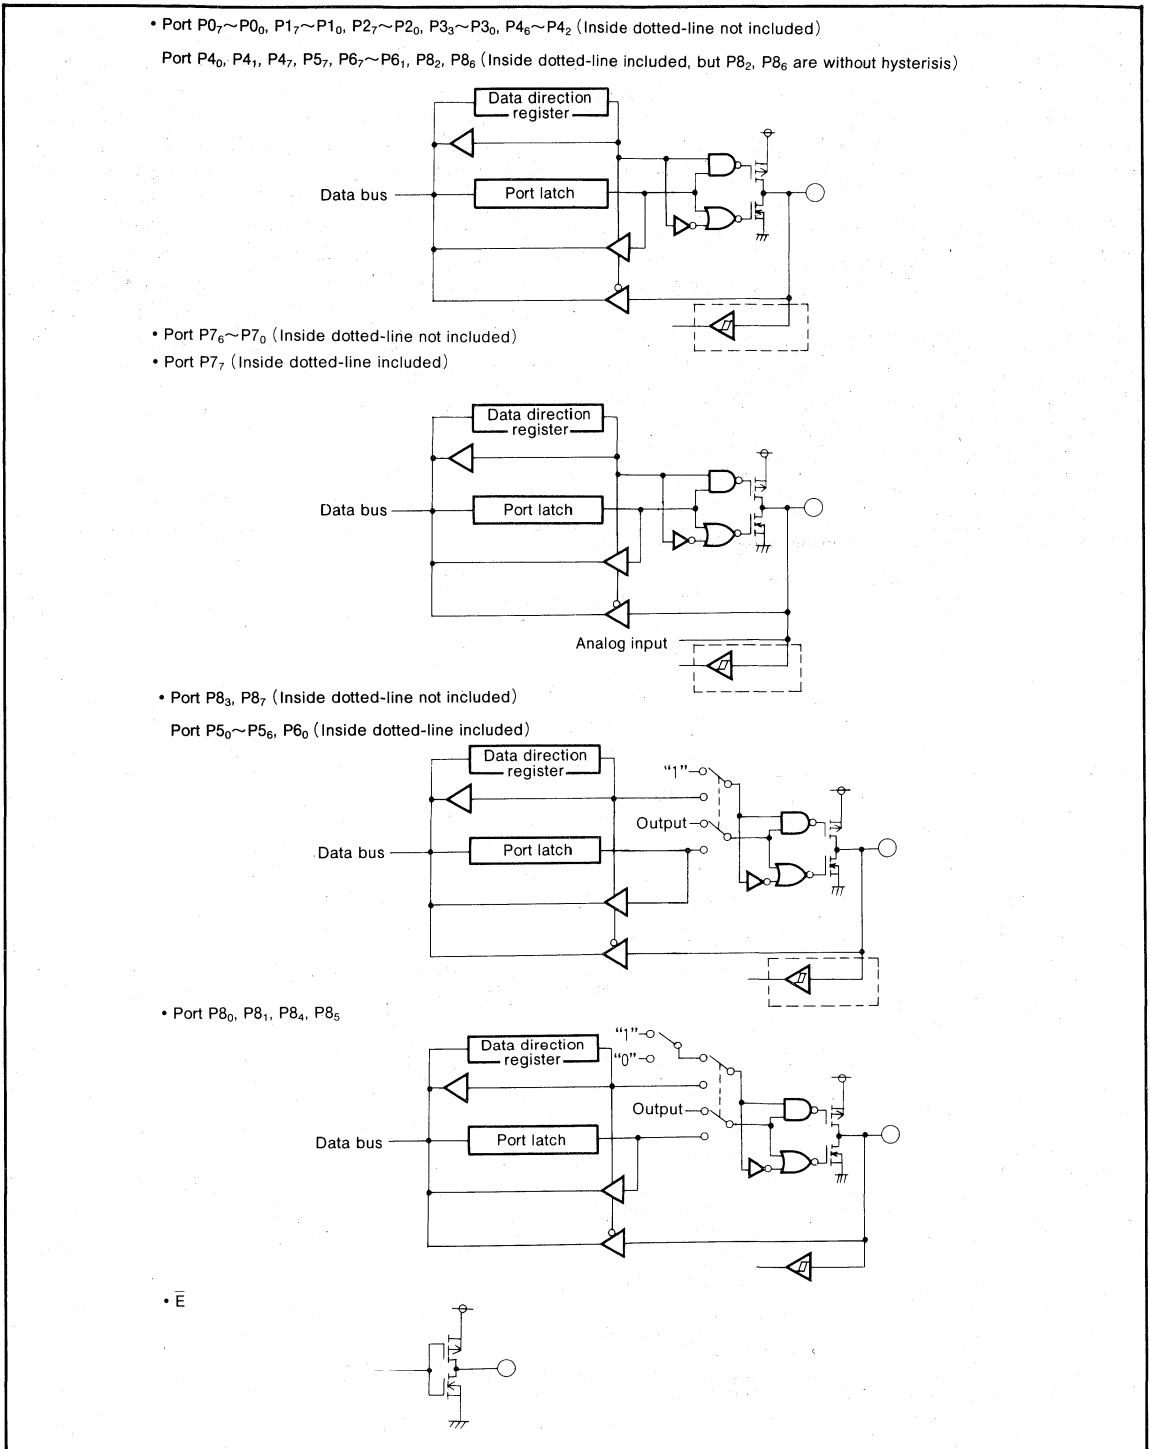 • Port P0₇～P0₀, P1₇～P1₀, P2₇～P2₀, P3₃～P3₀, P4₆～P4₂ (Inside dotted-line not included)
Port P4₀, P4₁, P4₇, P5₇, P6₇～P6₁, P8₂, P8₆ (Inside dotted-line included, but P8₂, P8₆ are without hysterisis)
Data direction
register
Data bus
Port latch
• Port P7₆～P7₀ (Inside dotted-line not included)
• Port P7₇ (Inside dotted-line included)
Data direction
register
Data bus
Port latch
Analog input
• Port P8₃, P8₇ (Inside dotted-line not included)
Port P5₀～P5₆, P6₀ (Inside dotted-line included)
Data direction
register
“1”
Output
Data bus
Port latch
• Port P8₀, P8₁, P8₄, P8₅
Data direction
register
“1”
“0”
Output
Data bus
Port latch
• E̅